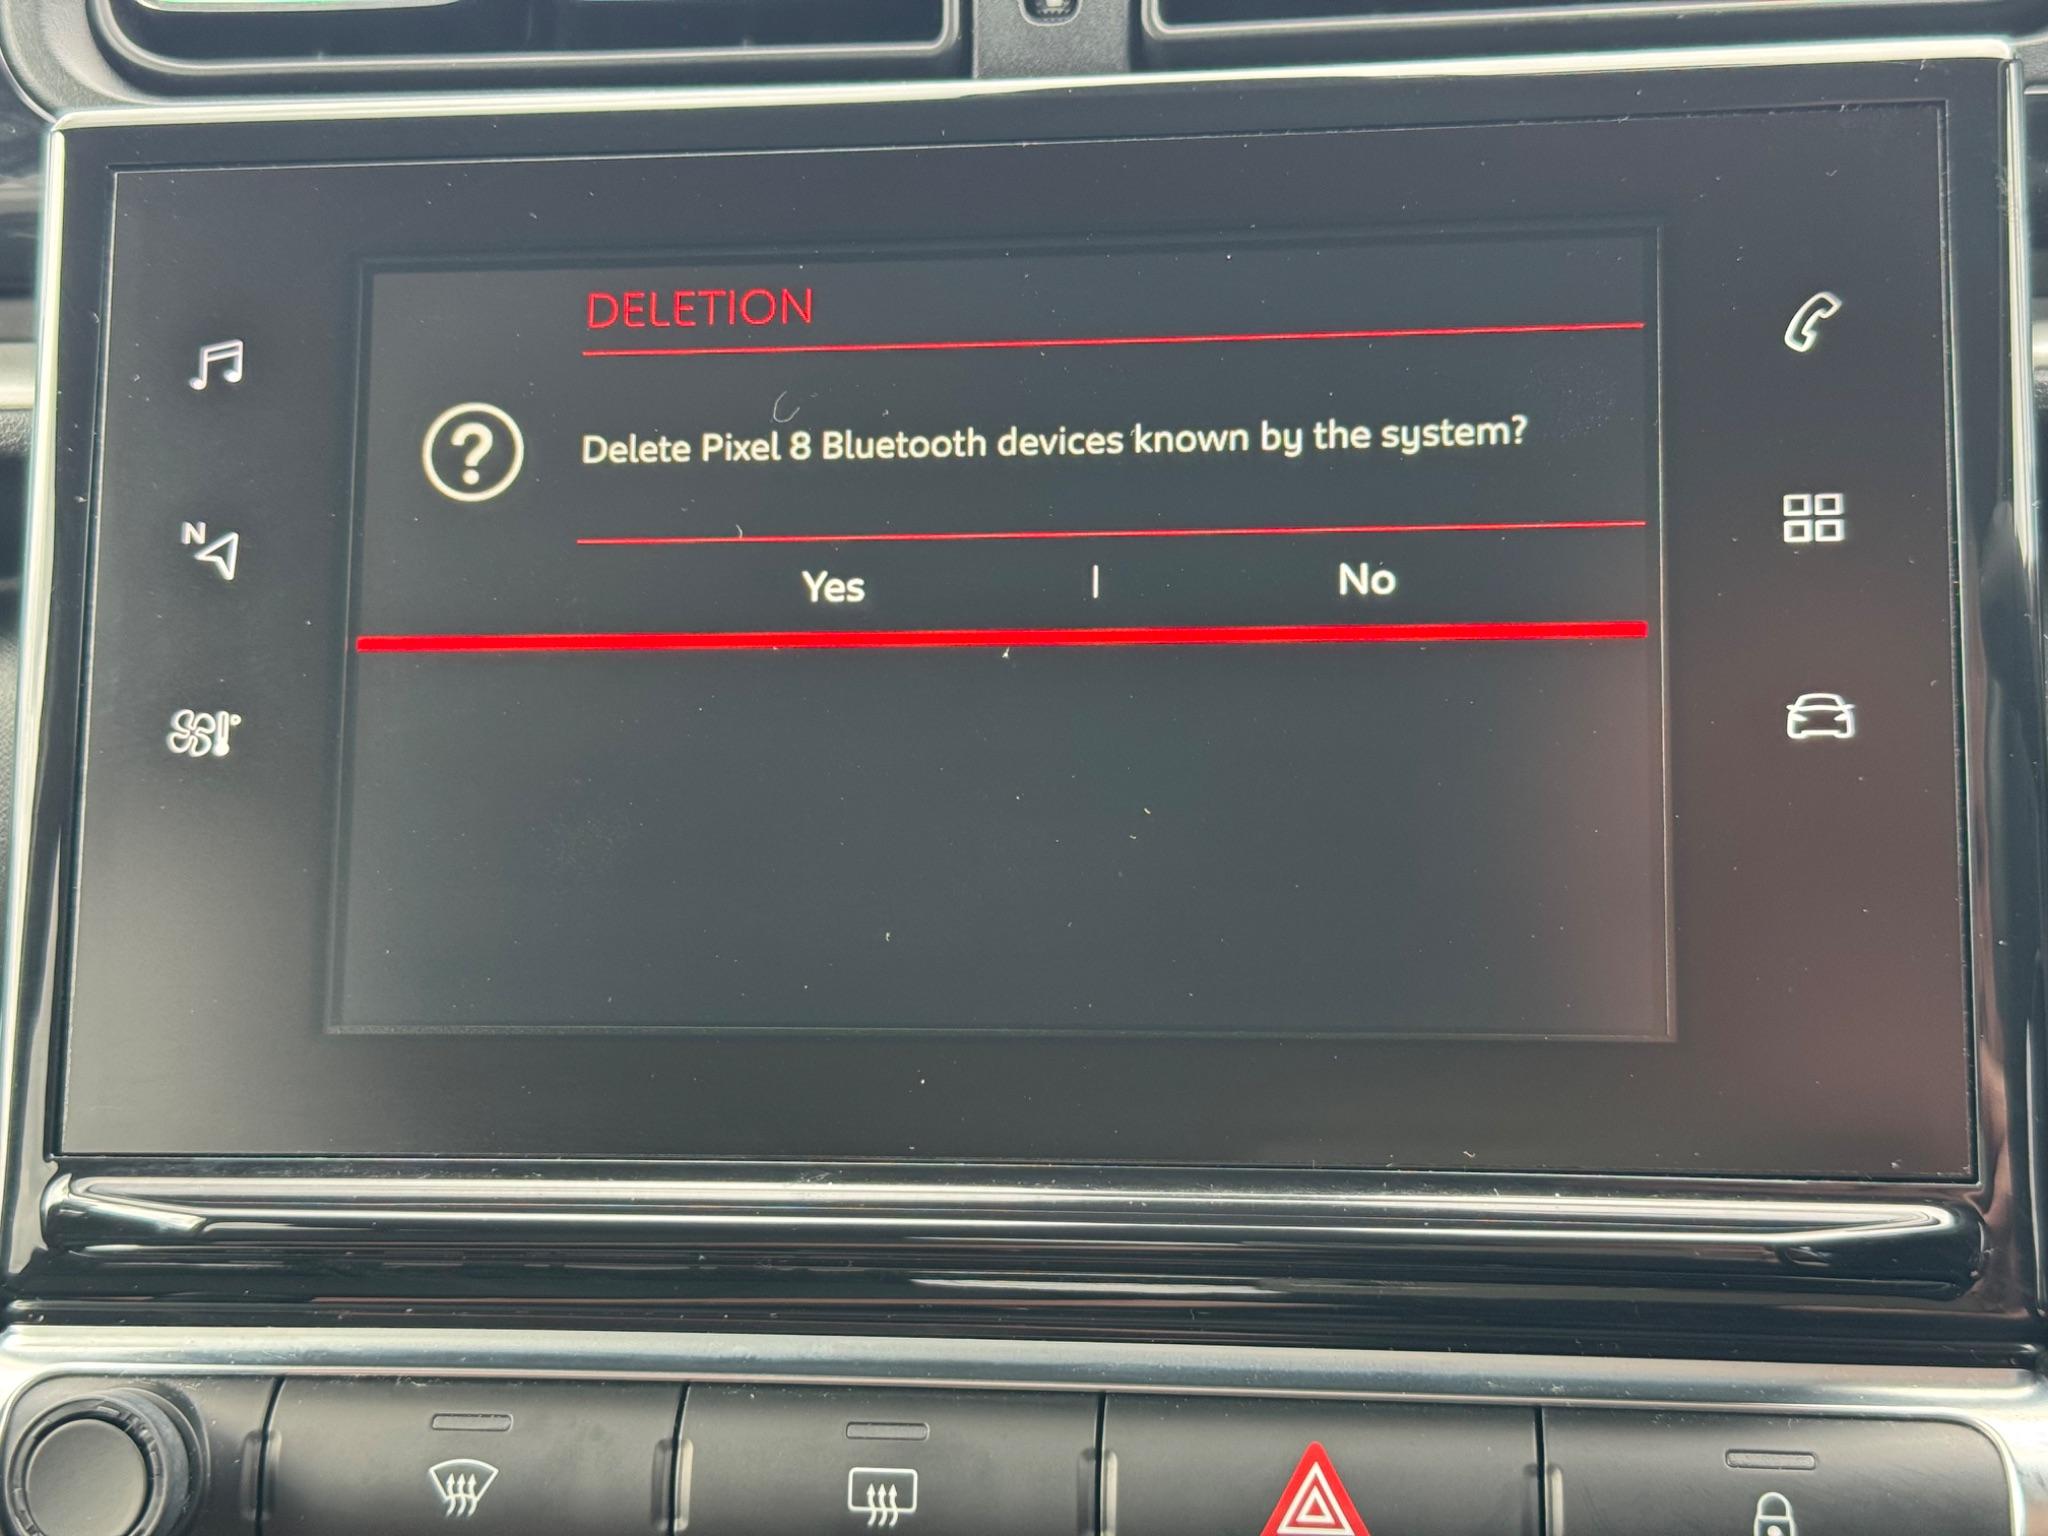 DELETION
Delete Pixel 8 Bluetooth devices known by the system?
Yes | No
N